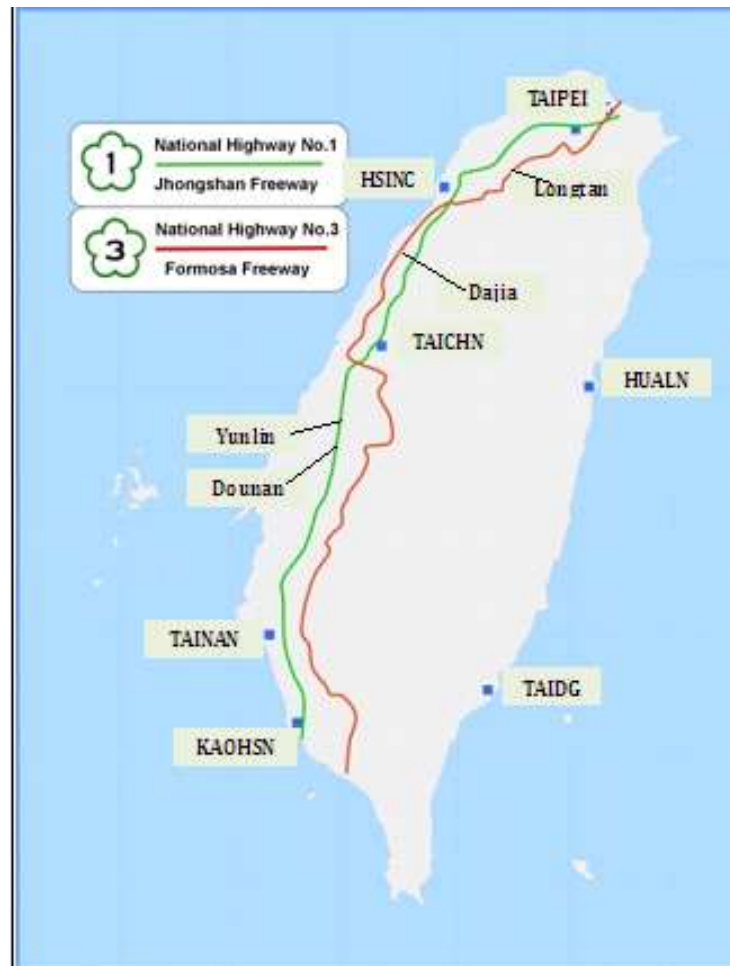 TAIPEI
1
National Highway No.1
Jhongshan Freeway
HSINC
Longtan
3
National Highway No.3
Formosa Freeway
Dajia
TAICHN
HUALN
Yunlin
Dounan
TAINAN
TAIDG
KAOHSN